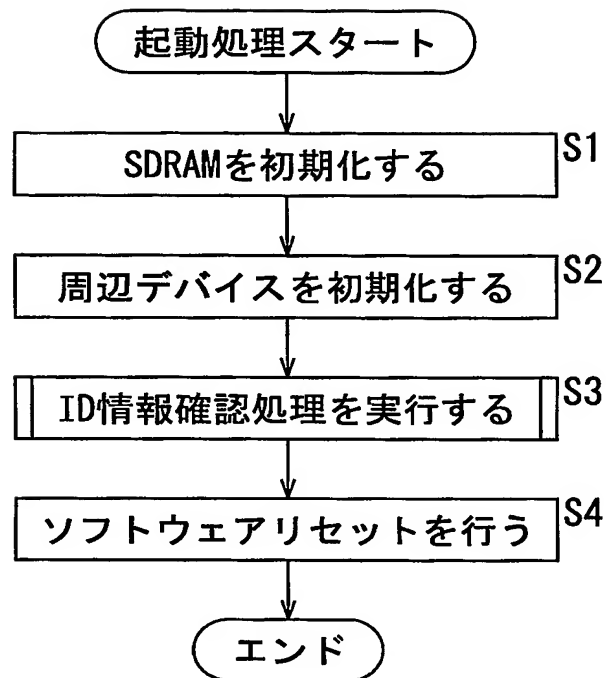 起動処理スタート
SDRAMを初期化する S1
周辺デバイスを初期化する S2
ID情報確認処理を実行する S3
ソフトウェアリセットを行う S4
エンド